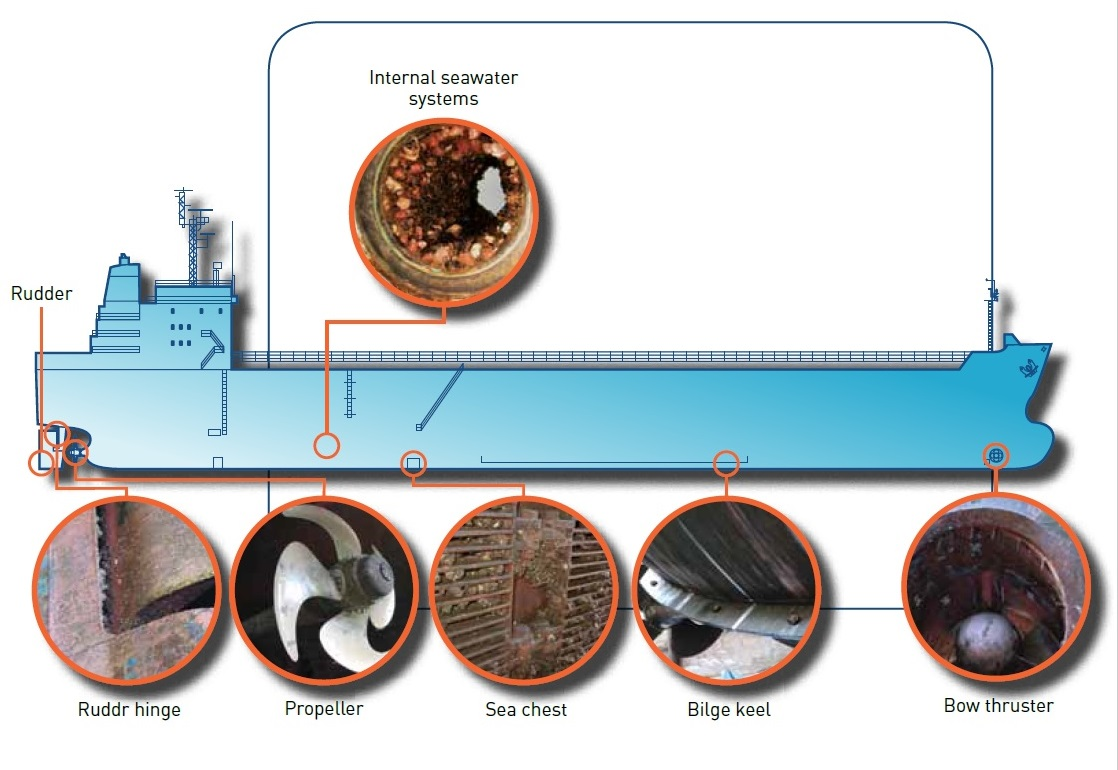 Internal seawater
systems
Rudder
Ruddr hinge
Propeller
Sea chest
Bilge keel
Bow thruster